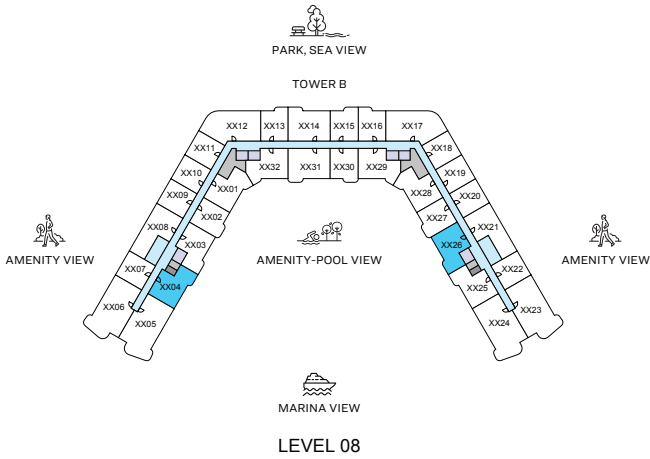 PARK, SEA VIEW
TOWER B
XX12
XX13
XX14
XX15
XX16
XX17
XX11
XX32
XX31
XX30
XX29
XX18
XX10
XX01
XX28
XX19
XX09
XX02
XX27
XX20
XX08
XX03
XX26
XX21
AMENITY VIEW
AMENITY-POOL VIEW
AMENITY VIEW
XX07
XX04
XX25
XX22
XX06
XX05
XX24
XX23
MARINA VIEW
LEVEL 08